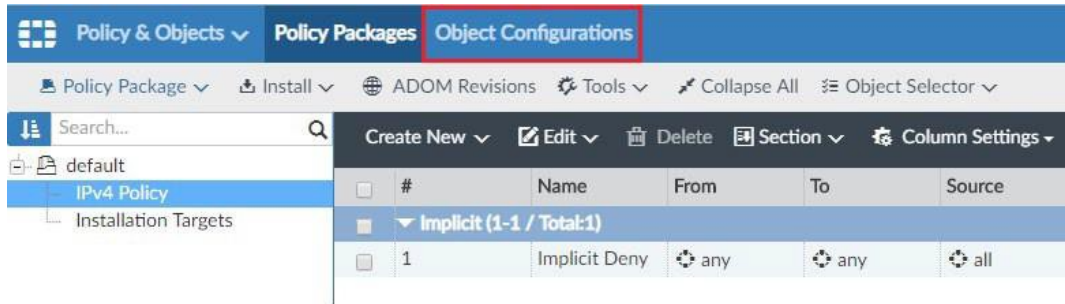 Policy & Objects Policy Packages Object Configurations
Policy Package Install ADOM Revisions Tools Collapse All Object Selector
Search... Create New Edit Delete Section Column Settings
default
IPv4 Policy # Name From To Source
Installation Targets Implicit (1-1 / Total:1)
1 Implicit Deny any any all